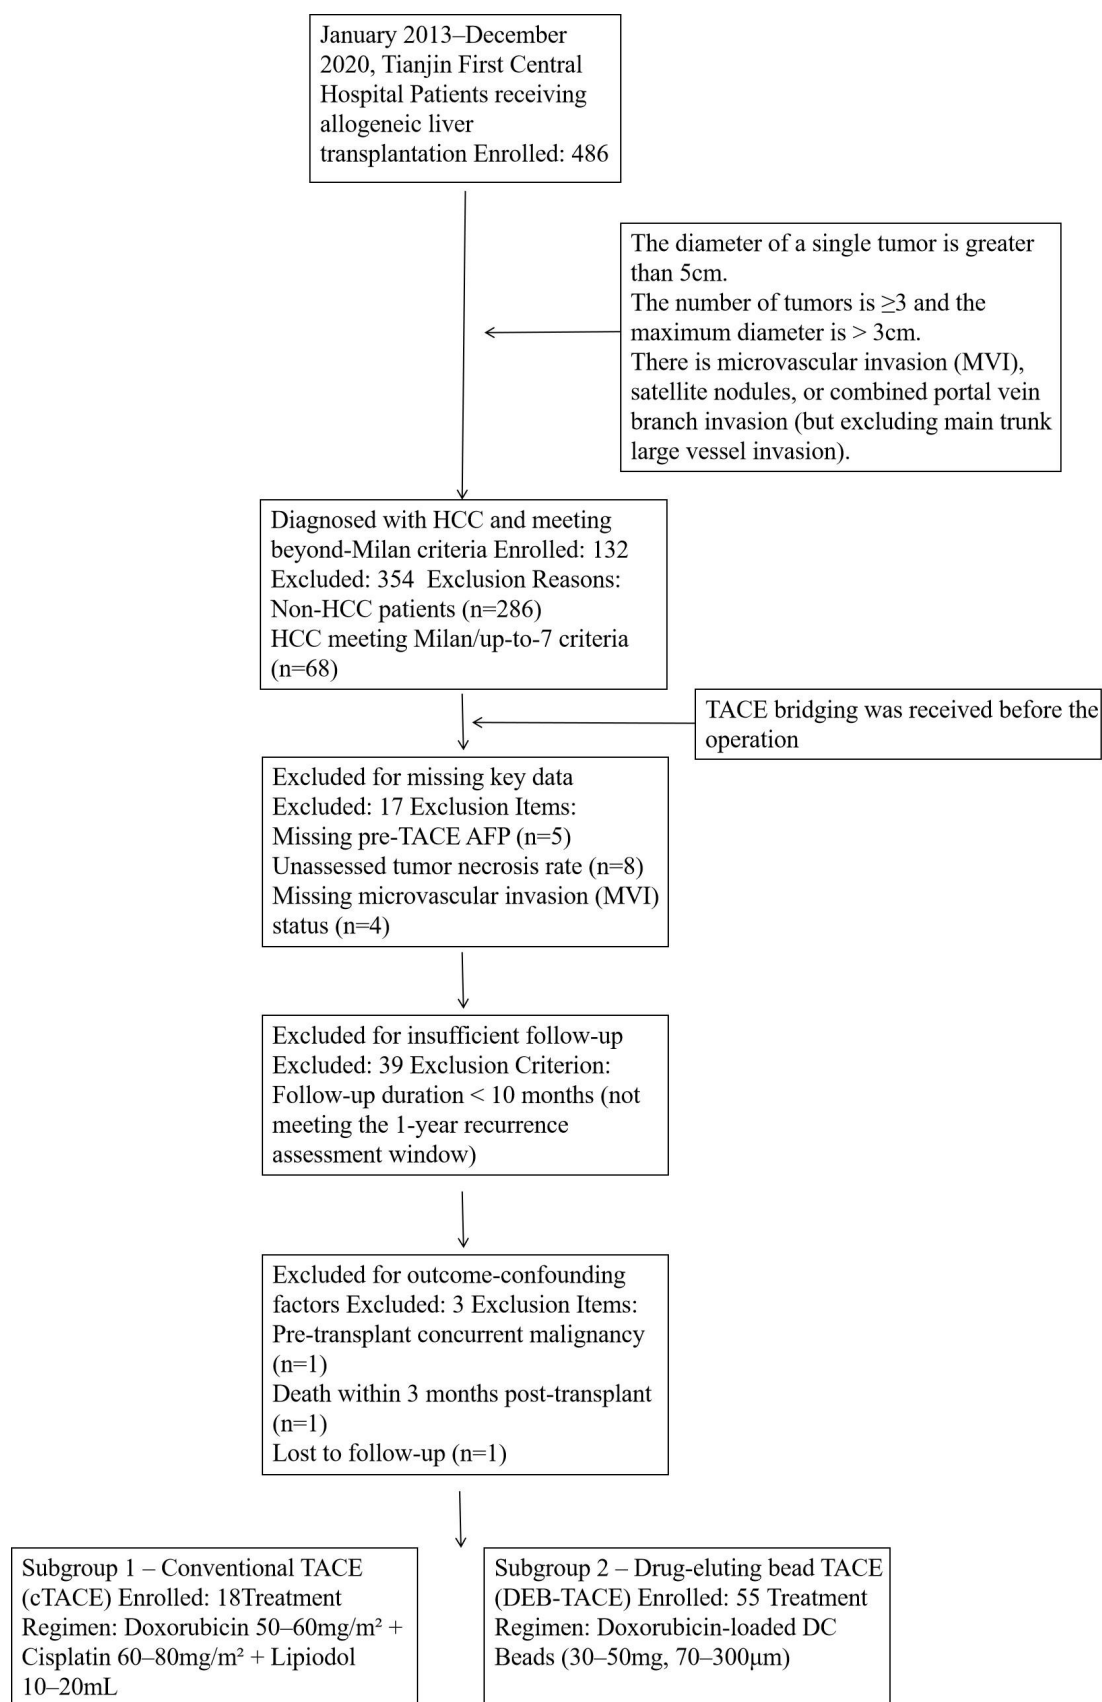 January 2013–December
2020, Tianjin First Central
Hospital Patients receiving
allogeneic liver
transplantation Enrolled: 486
The diameter of a single tumor is greater
than 5cm.
The number of tumors is ≥3 and the
maximum diameter is > 3cm.
There is microvascular invasion (MVI),
satellite nodules, or combined portal vein
branch invasion (but excluding main trunk
large vessel invasion).
Diagnosed with HCC and meeting
beyond-Milan criteria Enrolled: 132
Excluded: 354  Exclusion Reasons:
Non-HCC patients (n=286)
HCC meeting Milan/up-to-7 criteria
(n=68)
TACE bridging was received before the
operation
Excluded for missing key data
Excluded: 17 Exclusion Items:
Missing pre-TACE AFP (n=5)
Unassessed tumor necrosis rate (n=8)
Missing microvascular invasion (MVI)
status (n=4)
Excluded for insufficient follow-up
Excluded: 39 Exclusion Criterion:
Follow-up duration < 10 months (not
meeting the 1-year recurrence
assessment window)
Excluded for outcome-confounding
factors Excluded: 3 Exclusion Items:
Pre-transplant concurrent malignancy
(n=1)
Death within 3 months post-transplant
(n=1)
Lost to follow-up (n=1)
Subgroup 1 – Conventional TACE
(cTACE) Enrolled: 18Treatment
Regimen: Doxorubicin 50–60mg/m² +
Cisplatin 60–80mg/m² + Lipiodol
10–20mL
Subgroup 2 – Drug-eluting bead TACE
(DEB-TACE) Enrolled: 55 Treatment
Regimen: Doxorubicin-loaded DC
Beads (30–50mg, 70–300μm)